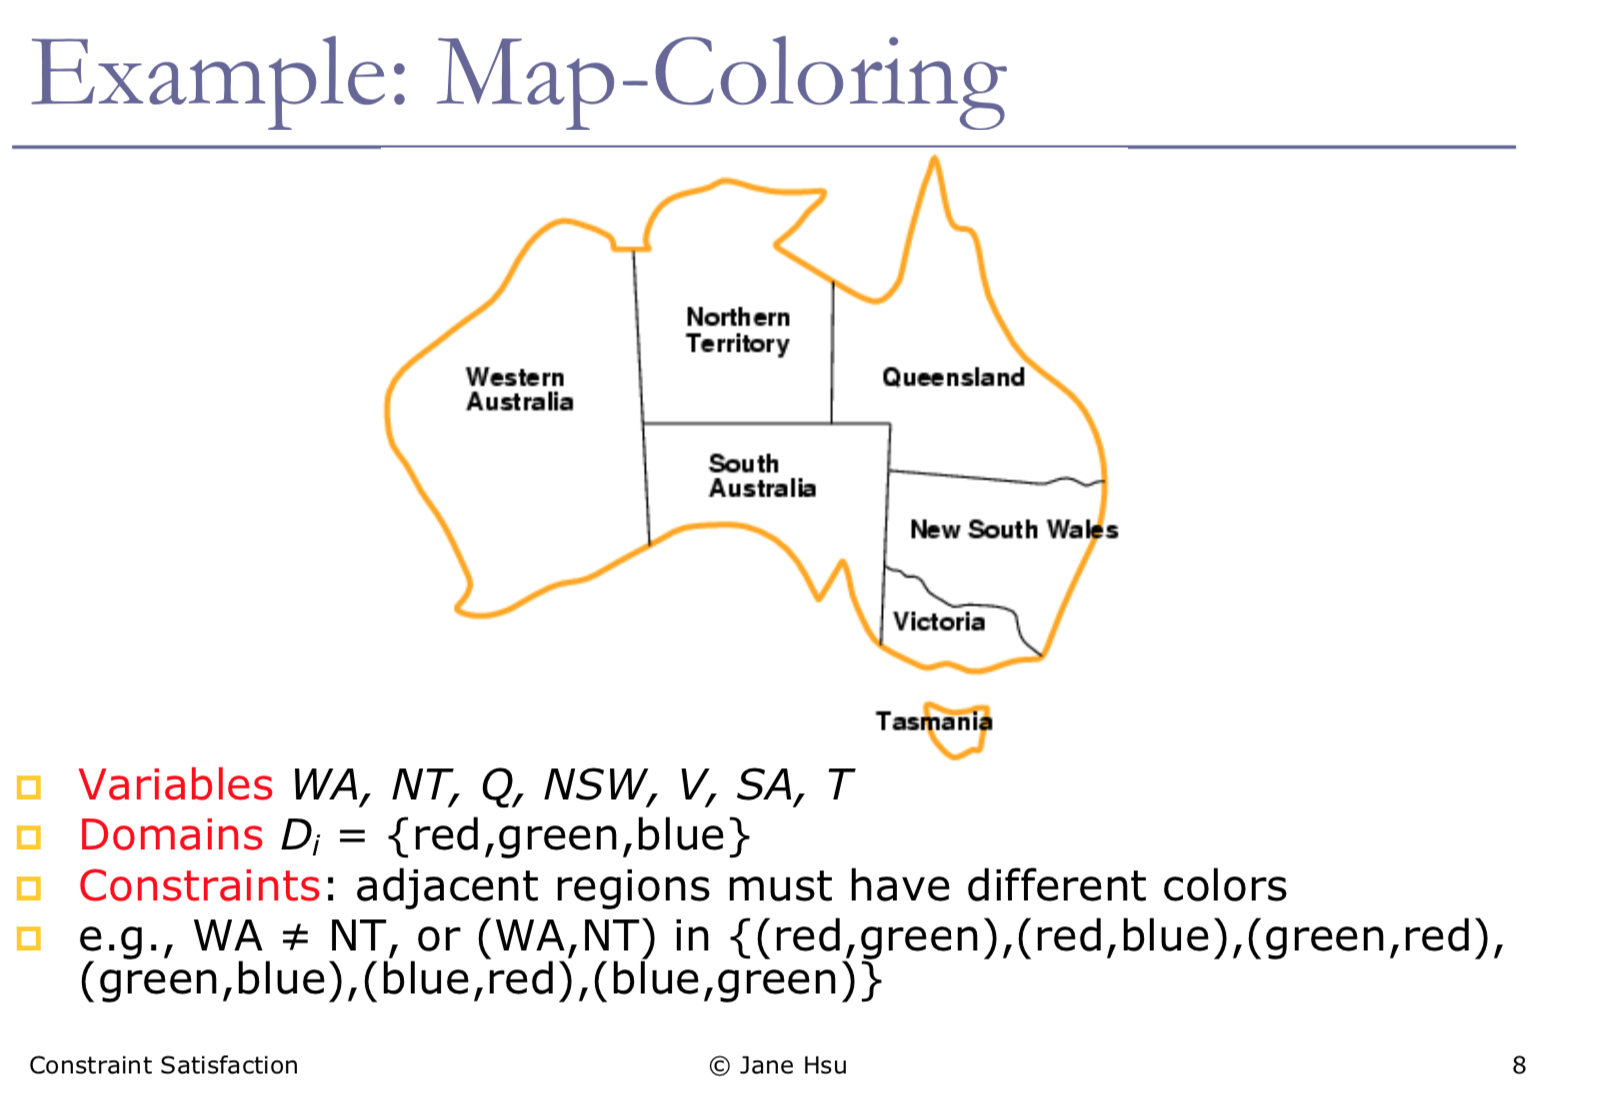 Example: Map-Coloring
Northern
Territory
Western
Australia
Queensland
South
Australia
New South Wales
Victoria
Tasmania
Variables WA, NT, Q, NSW, V, SA, T
Domains Di = {red,green,blue}
Constraints: adjacent regions must have different colors
e.g., WA ≠ NT, or (WA,NT) in {(red,green),(red,blue),(green,red),
(green,blue),(blue,red),(blue,green)}
Constraint Satisfaction
© Jane Hsu
8